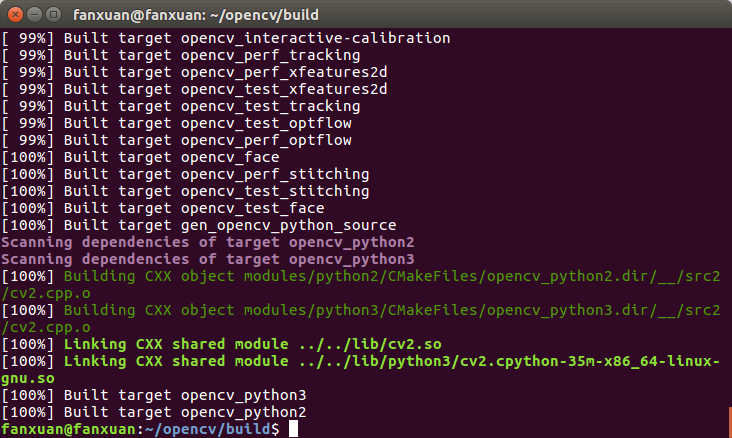 fanxuan@fanxuan: ~/opencv/build
[ 99%] Built target opencv_interactive-calibration
[ 99%] Built target opencv_perf_tracking
[ 99%] Built target opencv_perf_xfeatures2d
[ 99%] Built target opencv_test_xfeatures2d
[ 99%] Built target opencv_test_tracking
[ 99%] Built target opencv_test_optflow
[ 99%] Built target opencv_perf_optflow
[100%] Built target opencv_face
[100%] Built target opencv_perf_stitching
[100%] Built target opencv_test_stitching
[100%] Built target opencv_test_face
[100%] Built target gen_opencv_python_source
Scanning dependencies of target opencv_python2
Scanning dependencies of target opencv_python3
[100%] Building CXX object modules/python2/CMakeFiles/opencv_python2.dir/__/src2
/cv2.cpp.o
[100%] Building CXX object modules/python3/CMakeFiles/opencv_python3.dir/__/src2
/cv2.cpp.o
[100%] Linking CXX shared module ../../lib/cv2.so
[100%] Linking CXX shared module ../../lib/python3/cv2.cpython-35m-x86_64-linux-
gnu.so
[100%] Built target opencv_python3
[100%] Built target opencv_python2
fanxuan@fanxuan:~/opencv/build$